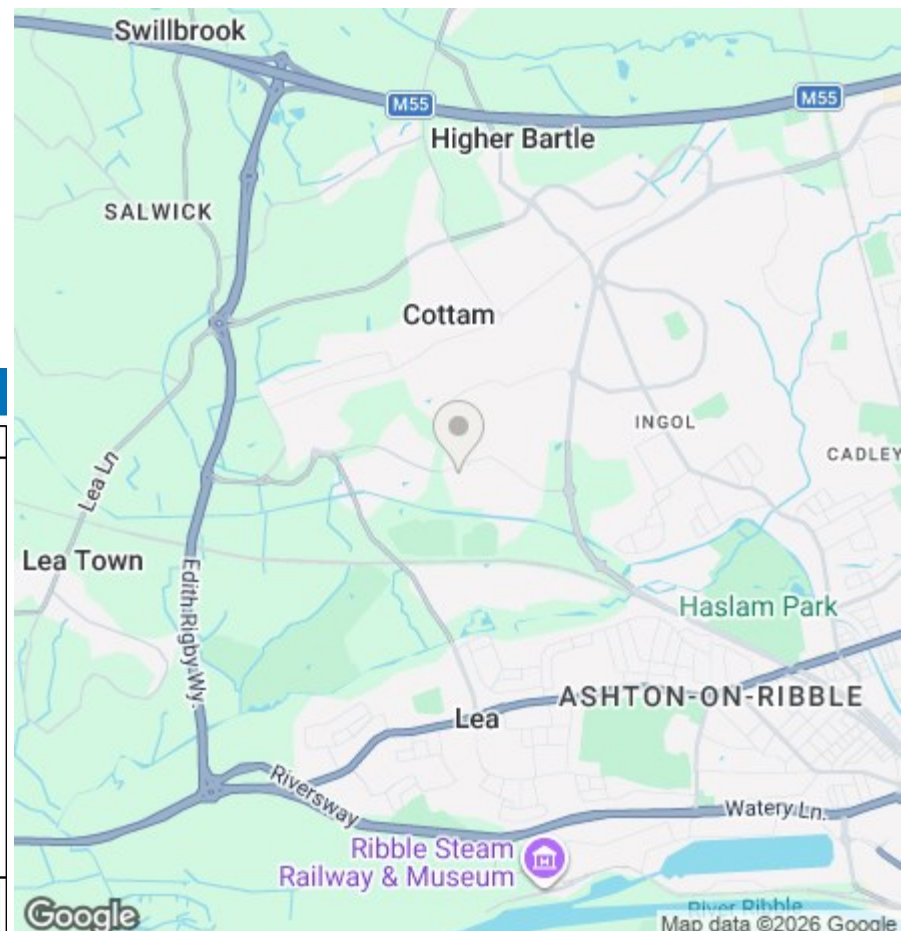 Swillbrook
M55
M55
Higher Bartle
SALWICK
Cottam
INGOL
CADLEY
Lea Ln
Lea Town
Edith Rigby Wy.
Haslam Park
ASHTON-ON-RIBBLE
Lea
Riversway
Watery Ln.
Ribble Steam
Railway & Museum
River Ribble
Google
Map data ©2026 Google